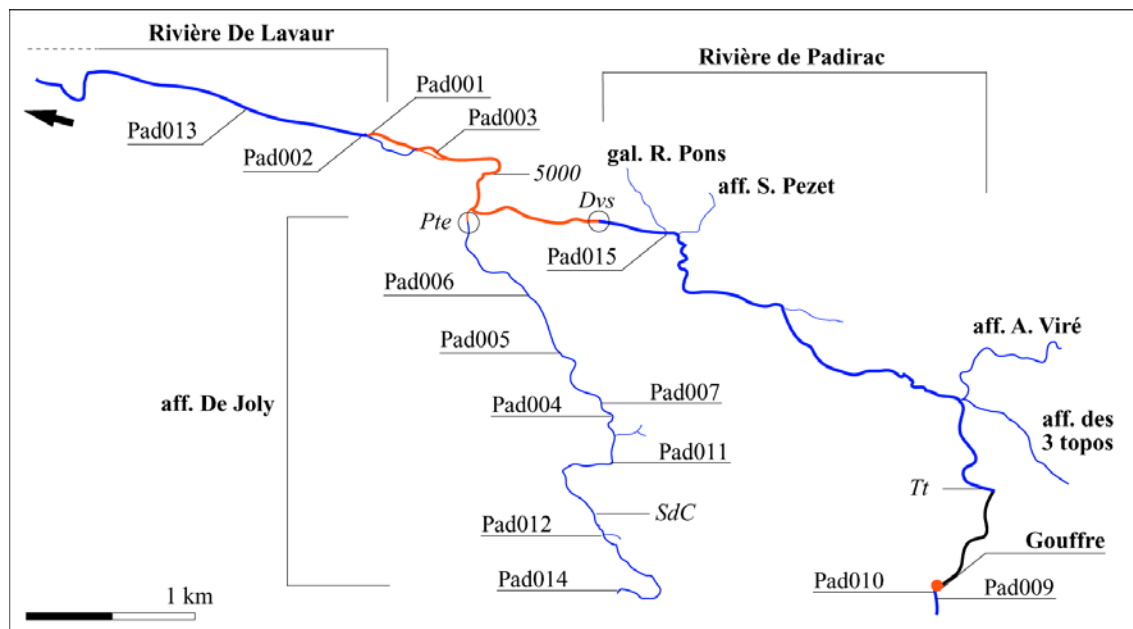 Rivière De Lavaur
Rivière de Padirac
Pad001
Pad003
Pad013
Pad002
5000
gal. R. Pons
aff. S. Pezet
Dvs
Pte
Pad015
Pad006
aff. A. Viré
Pad005
Pad007
aff. De Joly
Pad004
aff. des
3 topos
Pad011
Tt
SdC
Pad012
Gouffre
Pad014
Pad010
Pad009
1 km